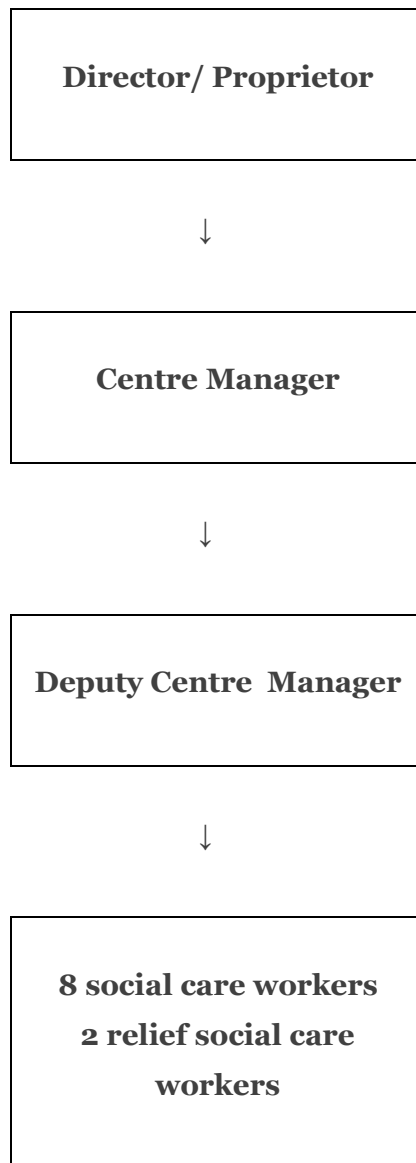 Director/ Proprietor
↓
Centre Manager
↓
Deputy Centre  Manager
↓
8 social care workers
2 relief social care
workers